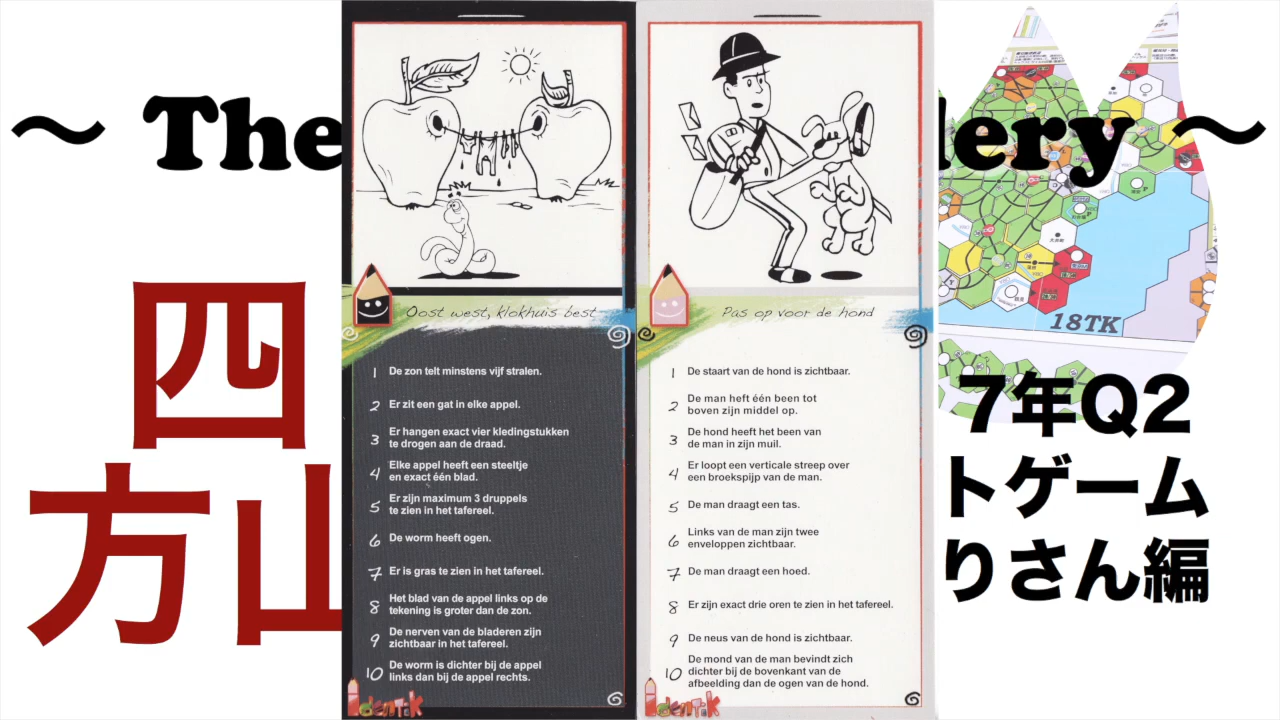 ～ The
dery ～
四
方山
18TK
7年Q2
トゲーム
りさん編
Oost west, klokhuis best
1 De zon telt minstens vijf stralen.
2 Er zit een gat in elke appel.
3 Er hangen exact vier kledingstukken
te drogen aan de draad.
4 Elke appel heeft een steeltje
en exact één blad.
5 Er zijn maximum 3 druppels
te zien in het tafereel.
6 De worm heeft ogen.
7 Er is gras te zien in het tafereel.
8 Het blad van de appel links op de
tekening is groter dan de zon.
9 De nerven van de bladeren zijn
zichtbaar in het tafereel.
10 De worm is dichter bij de appel
links dan bij de appel rechts.
Identik
Pas op voor de hond
1 De staart van de hond is zichtbaar.
2 De man heft één been tot
boven zijn middel op.
3 De hond heeft het been van
de man in zijn muil.
4 Er loopt een verticale streep over
een broekspijp van de man.
5 De man draagt een tas.
6 Links van de man zijn twee
enveloppen zichtbaar.
7 De man draagt een hoed.
8 Er zijn exact drie oren te zien in het tafereel.
9 De neus van de hond is zichtbaar.
10 De mond van de man bevindt zich
dichter bij de bovenkant van de
afbeelding dan de ogen van de hond.
Identik